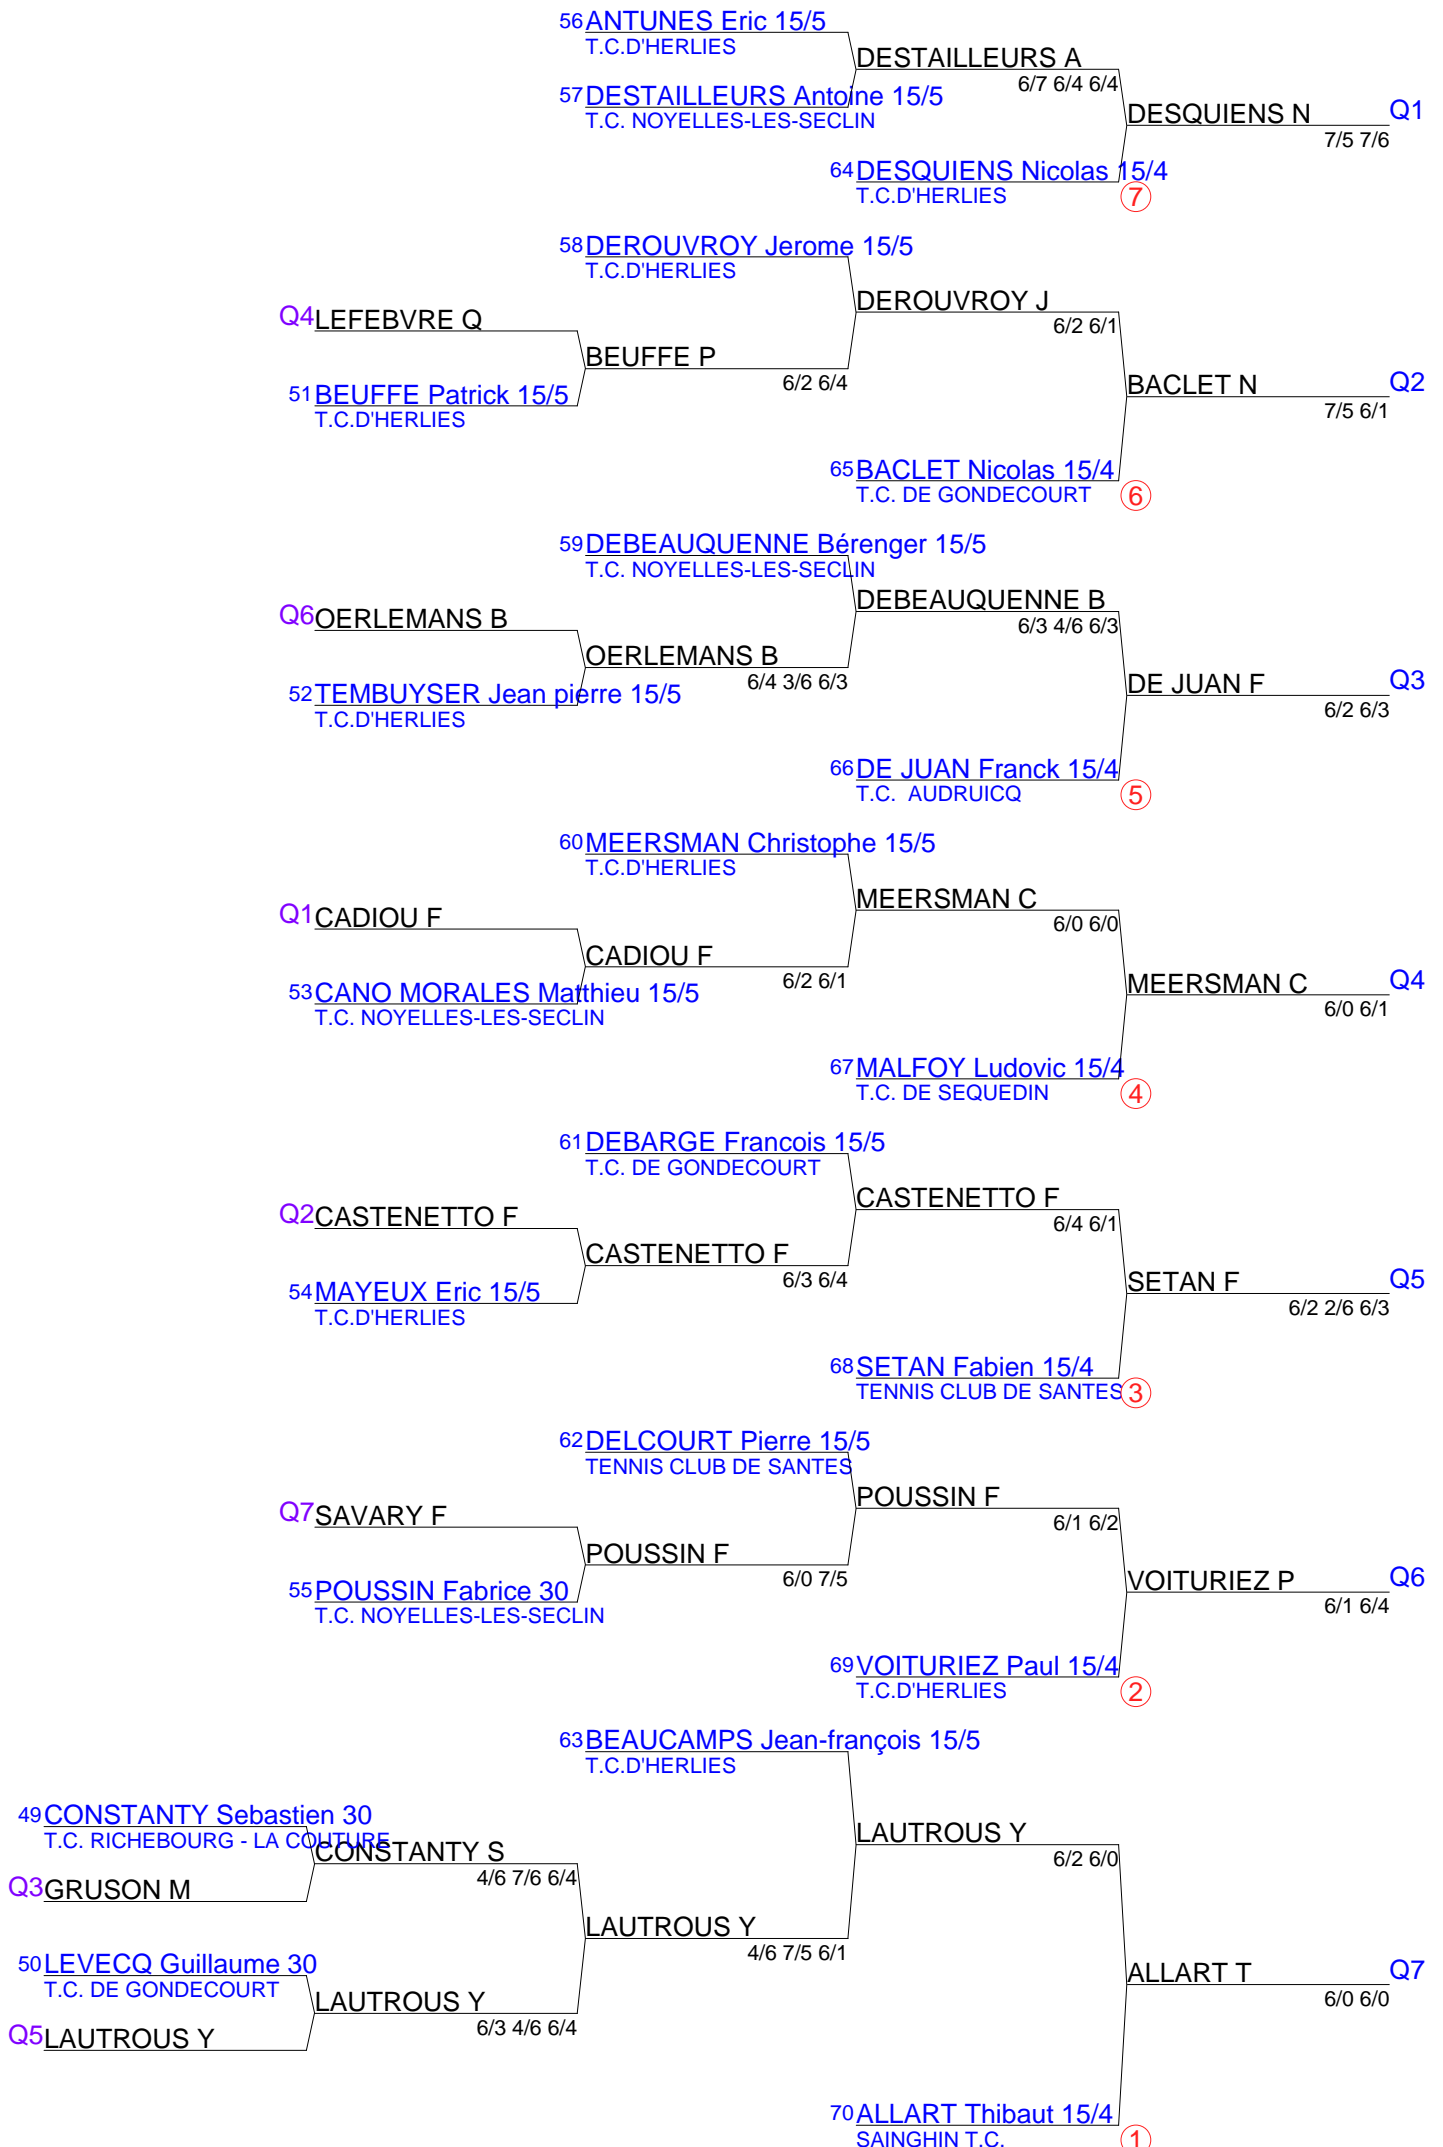 56 ANTUNES Eric 15/5
T.C.D'HERLIES
DESTAILLEURS A
6/7 6/4 6/4
57 DESTAILLEURS Antoine 15/5
T.C. NOYELLES-LES-SECLIN
DESQUIENS N Q1
7/5 7/6
64 DESQUIENS Nicolas 15/4
T.C.D'HERLIES
7
58 DEROUVROY Jerome 15/5
T.C.D'HERLIES
DEROUVROY J
6/2 6/1
Q4 LEFEBVRE Q
BEUFFE P
6/2 6/4
51 BEUFFE Patrick 15/5
T.C.D'HERLIES
BACLET N Q2
7/5 6/1
65 BACLET Nicolas 15/4
T.C. DE GONDECOURT
6
59 DEBEAUQUENNE Bérenger 15/5
T.C. NOYELLES-LES-SECLIN
DEBEAUQUENNE B
6/3 4/6 6/3
Q6 OERLEMANS B
OERLEMANS B
6/4 3/6 6/3
52 TEMBUYSER Jean pierre 15/5
T.C.D'HERLIES
DE JUAN F Q3
6/2 6/3
66 DE JUAN Franck 15/4
T.C. AUDRUICQ
5
60 MEERSMAN Christophe 15/5
T.C.D'HERLIES
MEERSMAN C
6/0 6/0
Q1 CADIOU F
CADIOU F
6/2 6/1
53 CANO MORALES Matthieu 15/5
T.C. NOYELLES-LES-SECLIN
MEERSMAN C Q4
6/0 6/1
67 MALFOY Ludovic 15/4
T.C. DE SEQUEDIN
4
61 DEBARGE Francois 15/5
T.C. DE GONDECOURT
CASTENETTO F
6/4 6/1
Q2 CASTENETTO F
CASTENETTO F
6/3 6/4
54 MAYEUX Eric 15/5
T.C.D'HERLIES
SETAN F Q5
6/2 2/6 6/3
68 SETAN Fabien 15/4
TENNIS CLUB DE SANTES
3
62 DELCOURT Pierre 15/5
TENNIS CLUB DE SANTES
POUSSIN F
6/1 6/2
Q7 SAVARY F
POUSSIN F
6/0 7/5
55 POUSSIN Fabrice 30
T.C. NOYELLES-LES-SECLIN
VOITURIEZ P Q6
6/1 6/4
69 VOITURIEZ Paul 15/4
T.C.D'HERLIES
2
63 BEAUCAMPS Jean-françois 15/5
T.C.D'HERLIES
49 CONSTANTY Sebastien 30
T.C. RICHEBOURG - LA COUTURE
LAUTROUS Y
6/2 6/0
CONSTANTY S
4/6 7/6 6/4
Q3 GRUSON M
LAUTROUS Y
4/6 7/5 6/1
50 LEVECQ Guillaume 30
T.C. DE GONDECOURT
LAUTROUS Y
6/3 4/6 6/4
Q5 LAUTROUS Y
ALLART T Q7
6/0 6/0
70 ALLART Thibaut 15/4
SAINGHIN T.C.
1